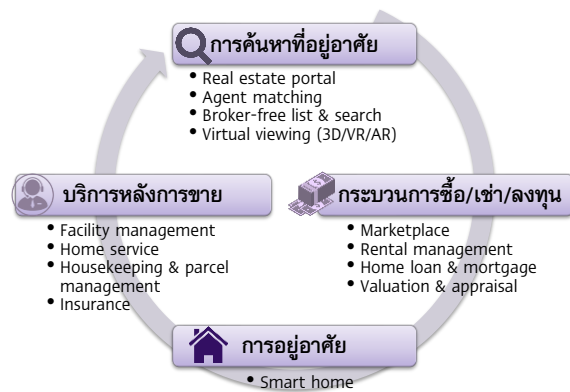 การค้นหาที่อยู่อาศัย
• Real estate portal
• Agent matching
• Broker-free list & search
• Virtual viewing (3D/VR/AR)
บริการหลังการขาย
• Facility management
• Home service
• Housekeeping & parcel
management
• Insurance
กระบวนการซื้อ/เช่า/ลงทุน
• Marketplace
• Rental management
• Home loan & mortgage
• Valuation & appraisal
การอยู่อาศัย
• Smart home